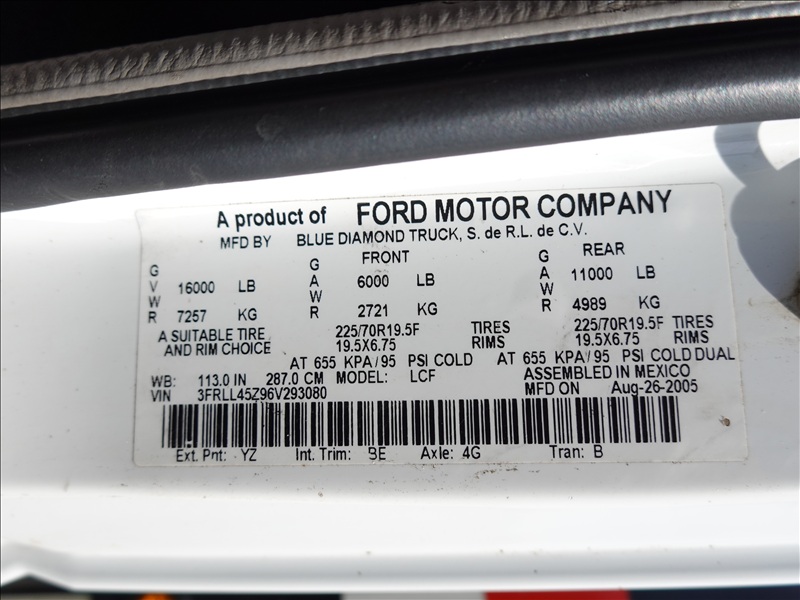 A product of FORD MOTOR COMPANY
MFD BY BLUE DIAMOND TRUCK, S. de R.L. de C.V.
FRONT REAR
GVWR 16000 LB GAWR 6000 LB GAWR 11000 LB
7257 KG 2721 KG 4989 KG
A SUITABLE TIRE 225/70R19.5F TIRES 225/70R19.5F TIRES
AND RIM CHOICE 19.5X6.75 RIMS 19.5X6.75 RIMS
AT 655 KPA/95 PSI COLD AT 655 KPA/95 PSI COLD DUAL
WB: 113.0 IN 287.0 CM MODEL: LCF ASSEMBLED IN MEXICO
VIN 3FRLL45Z96V293080 MFD ON Aug-26-2005
Ext. Pnt: YZ Int. Trim: BE Axle: 4G Tran: B